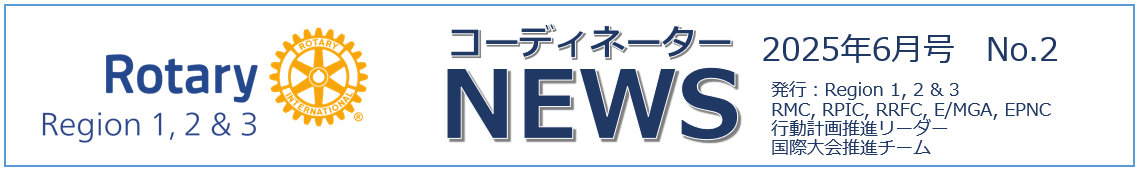 Rotary
Region 1, 2 & 3
ROTARY
INTERNATIONAL
®
コーディネーター
NEWS
2025年6月号　No.2
発行：Region 1, 2 & 3
RMC, RPIC, RRFC, E/MGA, EPNC
行動計画推進リーダー
国際大会推進チーム